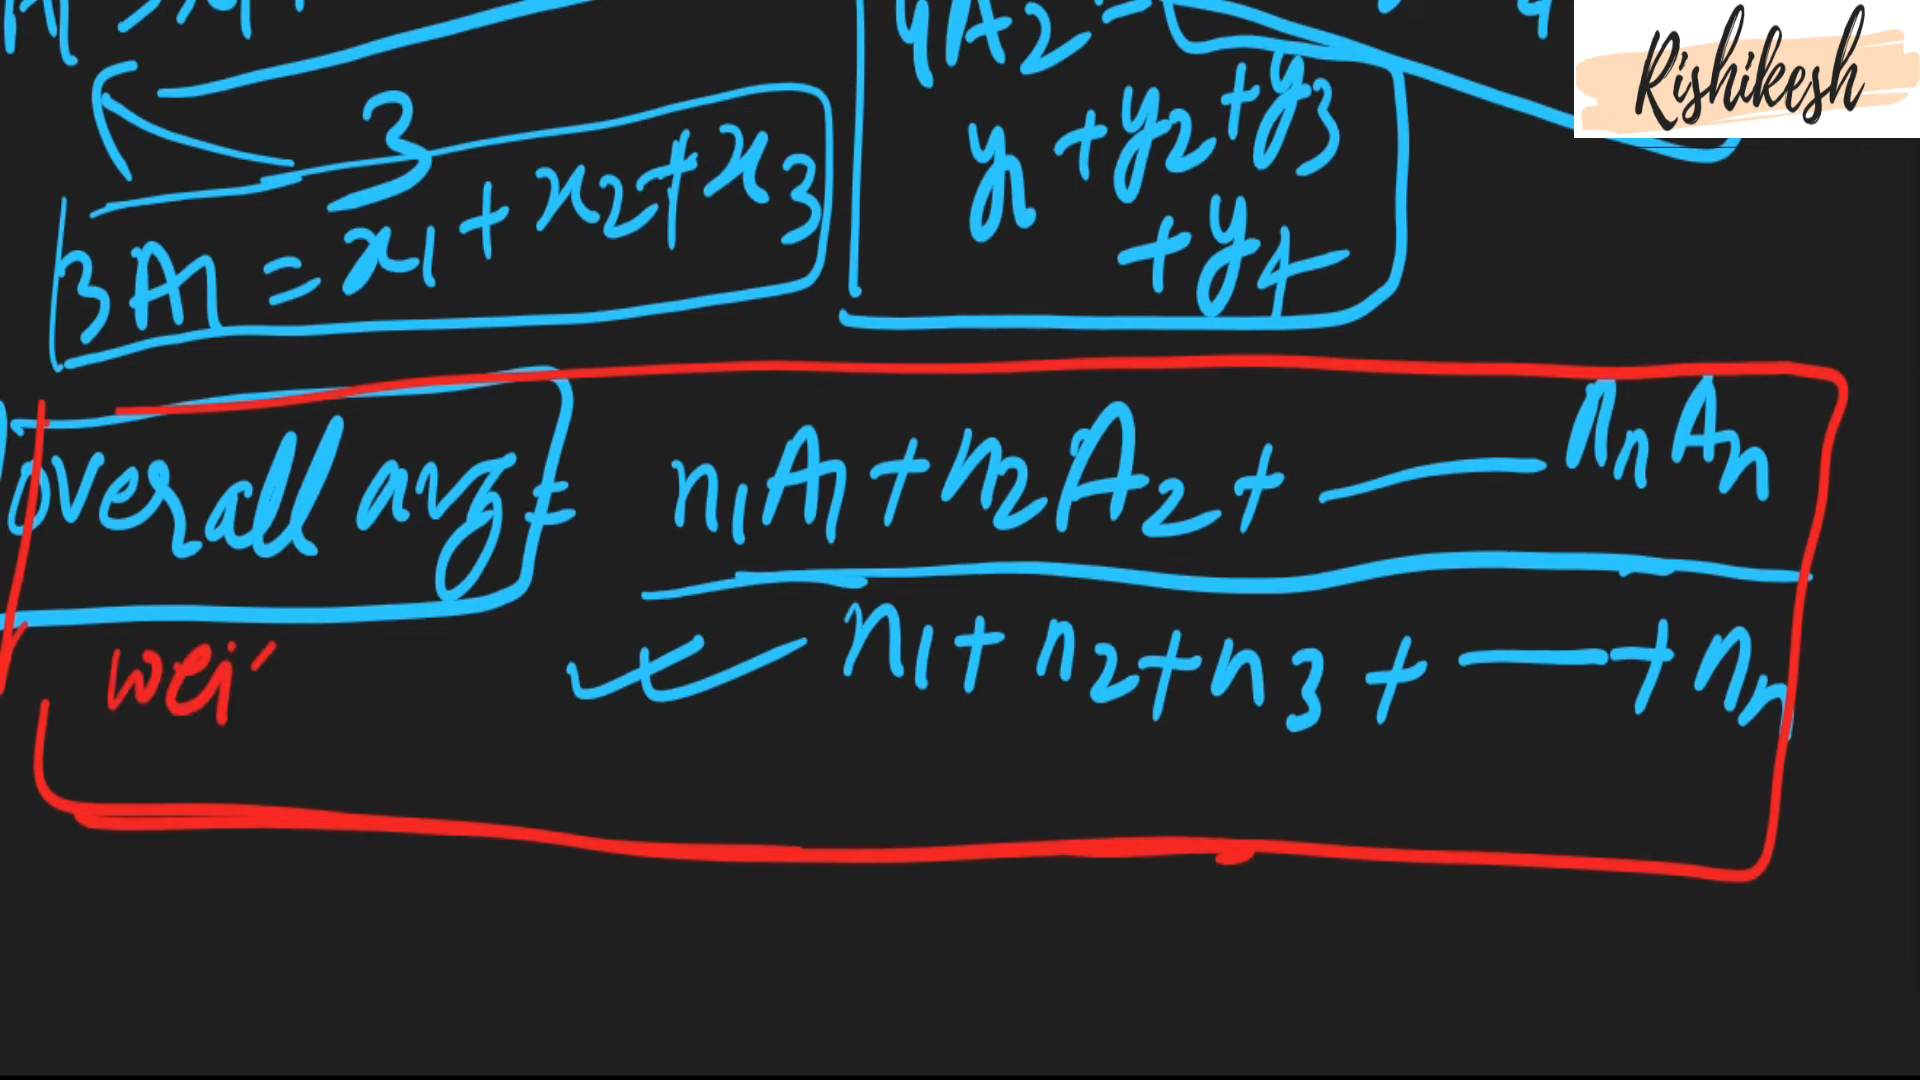 Rishikesh
4A2 =
3
3A1 = x1 + x2 + x3
y1 + y2 + y3
+ y4
overall avg = n1A1 + n2A2 + — nnAn
n1 + n2 + n3 + — + nn
wei